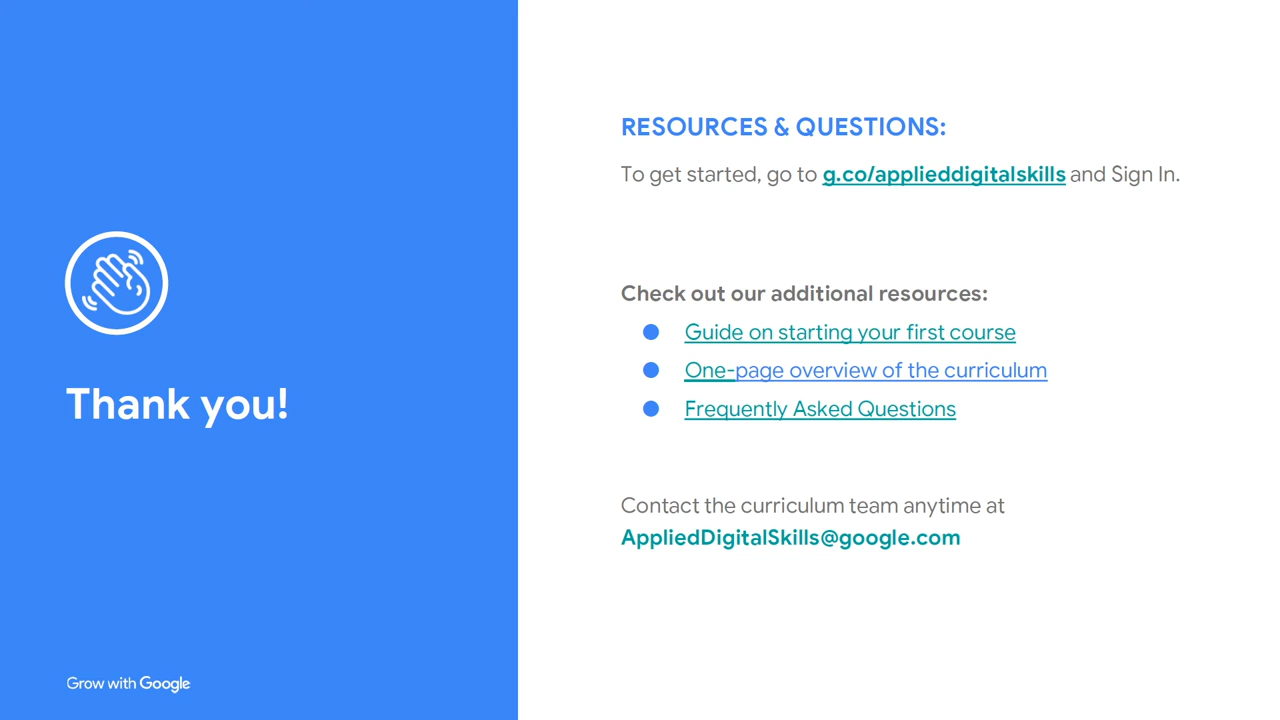 Thank you!
Grow with Google
RESOURCES & QUESTIONS:
To get started, go to g.co/applieddigitalskills and Sign In.
Check out our additional resources:
● Guide on starting your first course
● One-page overview of the curriculum
● Frequently Asked Questions
Contact the curriculum team anytime at
AppliedDigitalSkills@google.com